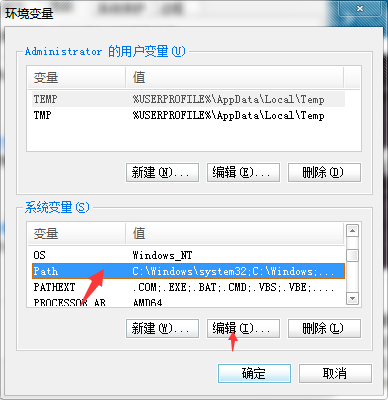 环境变量
Administrator 的用户变量(U)
变量 值
TEMP %USERPROFILE%\AppData\Local\Temp
TMP %USERPROFILE%\AppData\Local\Temp
新建(N)... 编辑(E)... 删除(D)
系统变量(S)
变量 值
OS Windows_NT
Path C:\Windows\system32;C:\Windows;...
PATHEXT .COM;.EXE;.BAT;.CMD;.VBS;.VBE;....
PROCESSOR_AR AMD64
新建(W)... 编辑(I)... 删除(L)
确定 取消